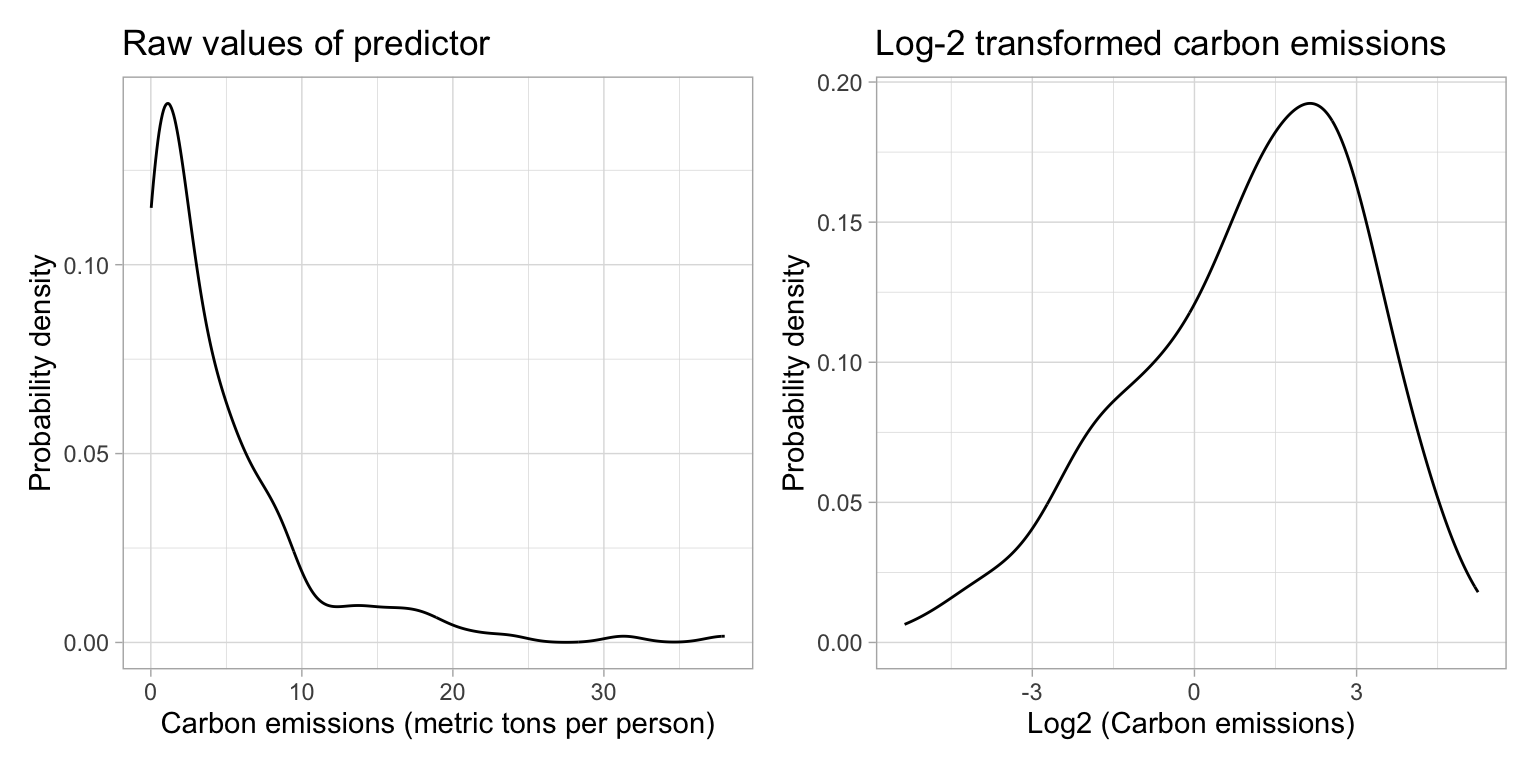 Raw values of predictor
Probability density
0.10
0.05
0.00
0
10
20
30
Carbon emissions (metric tons per person)
Log-2 transformed carbon emissions
Probability density
0.20
0.15
0.10
0.05
0.00
-3
0
3
Log2 (Carbon emissions)